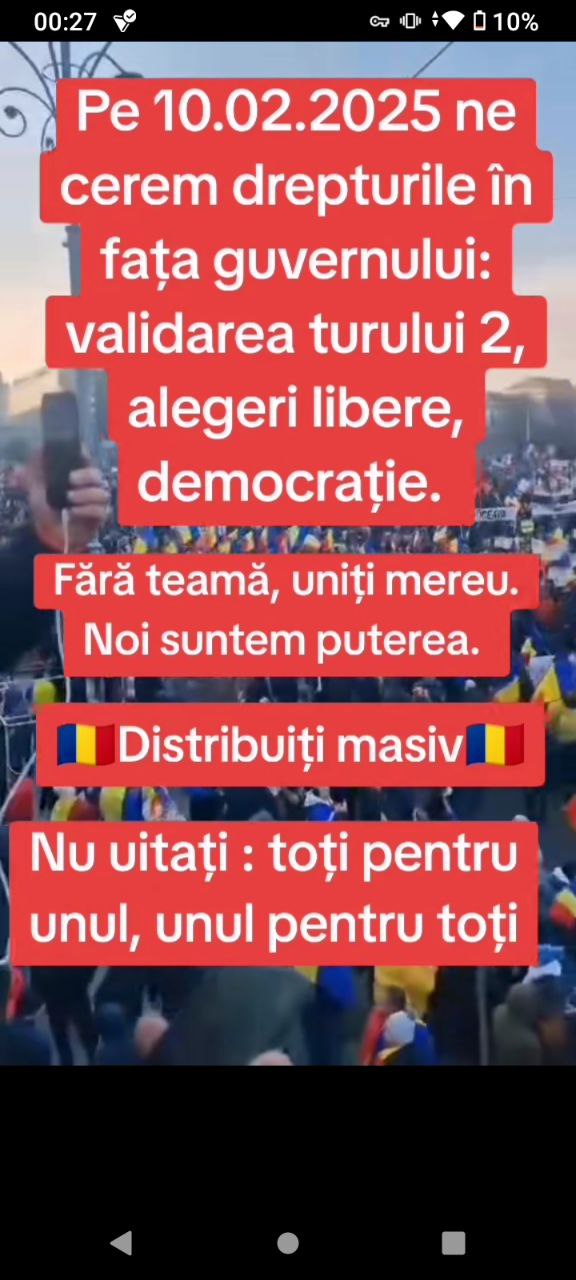 00:27
10%
Pe 10.02.2025 ne
cerem drepturile în
fața guvernului:
validarea turului 2,
alegeri libere,
democrație.
Fără teamă, uniți mereu.
Noi suntem puterea.
🇷🇴Distribuiți masiv🇷🇴
Nu uitați : toți pentru
unul, unul pentru toți